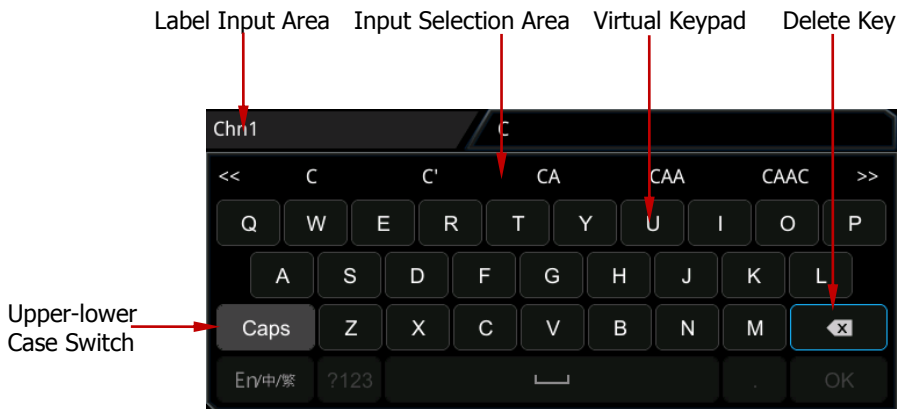 Label Input Area Input Selection Area Virtual Keypad Delete Key
Chn1 C
<< C C' CA CAA CAAC >>
Q W E R T Y U I O P
A S D F G H J K L
Upper-lower
Case Switch
Caps Z X C V B N M
En/中/繁 ?123 . OK